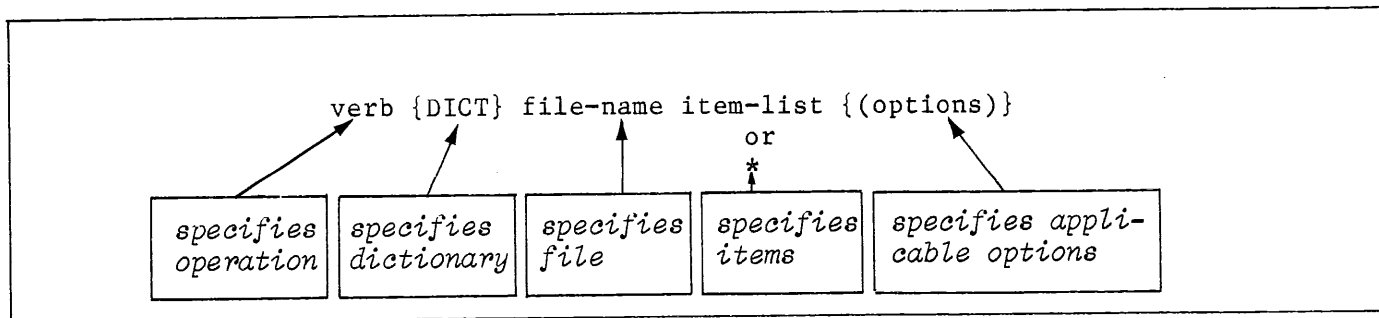 verb {DICT} file-name item-list {(options)}
or
*
specifies operation
specifies dictionary
specifies file
specifies items
specifies appli-
cable options